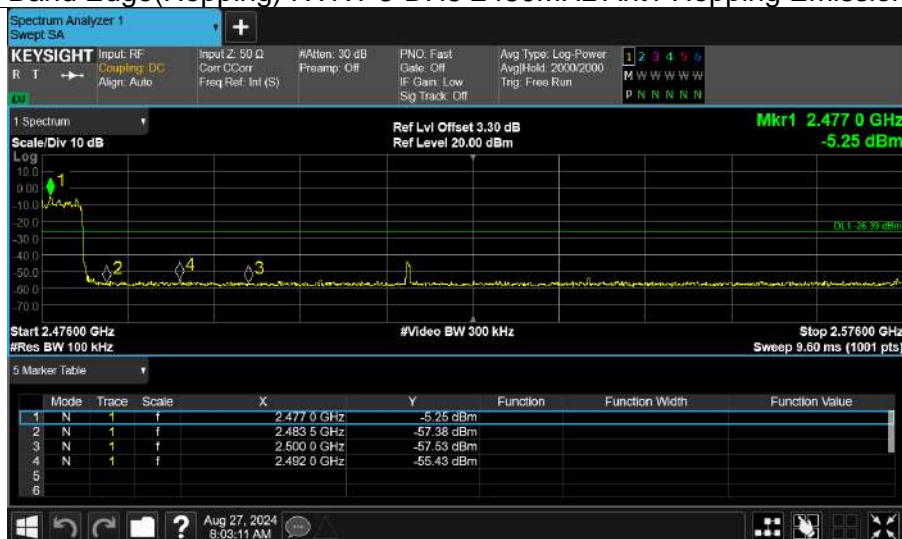 Spectrum Analyzer 1
Swept SA
+
KEYSIGHT
R T
Input: RF
Coupling: DC
Align: Auto
Input Z: 50 Ω
Corr CCorr
Freq Ref: Int (S)
#Atten: 30 dB
Preamp: Off
PNO: Fast
Gate: Off
IF Gain: Low
Sig Track: Off
Avg Type: Log-Power
Avg|Hold: 2000/2000
Trig: Free Run
1 2 3 4 5 6
M W W W W W
P N N N N N
1 Spectrum
Scale/Div 10 dB
Ref Lvl Offset 3.30 dB
Ref Level 20.00 dBm
Mkr1 2.477 0 GHz
-5.25 dBm
Log
10.0
0.00
-10.0
-20.0
-30.0
-40.0
-50.0
-60.0
-70.0
1
2
4
3
DL1 -26.39 dBm
Start 2.47600 GHz
#Res BW 100 kHz
#Video BW 300 kHz
Stop 2.57600 GHz
Sweep 9.60 ms (1001 pts)
5 Marker Table
Mode Trace Scale X Y Function Function Width Function Value
1 N 1 f 2.477 0 GHz -5.25 dBm
2 N 1 f 2.483 5 GHz -57.38 dBm
3 N 1 f 2.500 0 GHz -57.53 dBm
4 N 1 f 2.492 0 GHz -55.43 dBm
5
6
?
Aug 27, 2024
8:03:11 AM